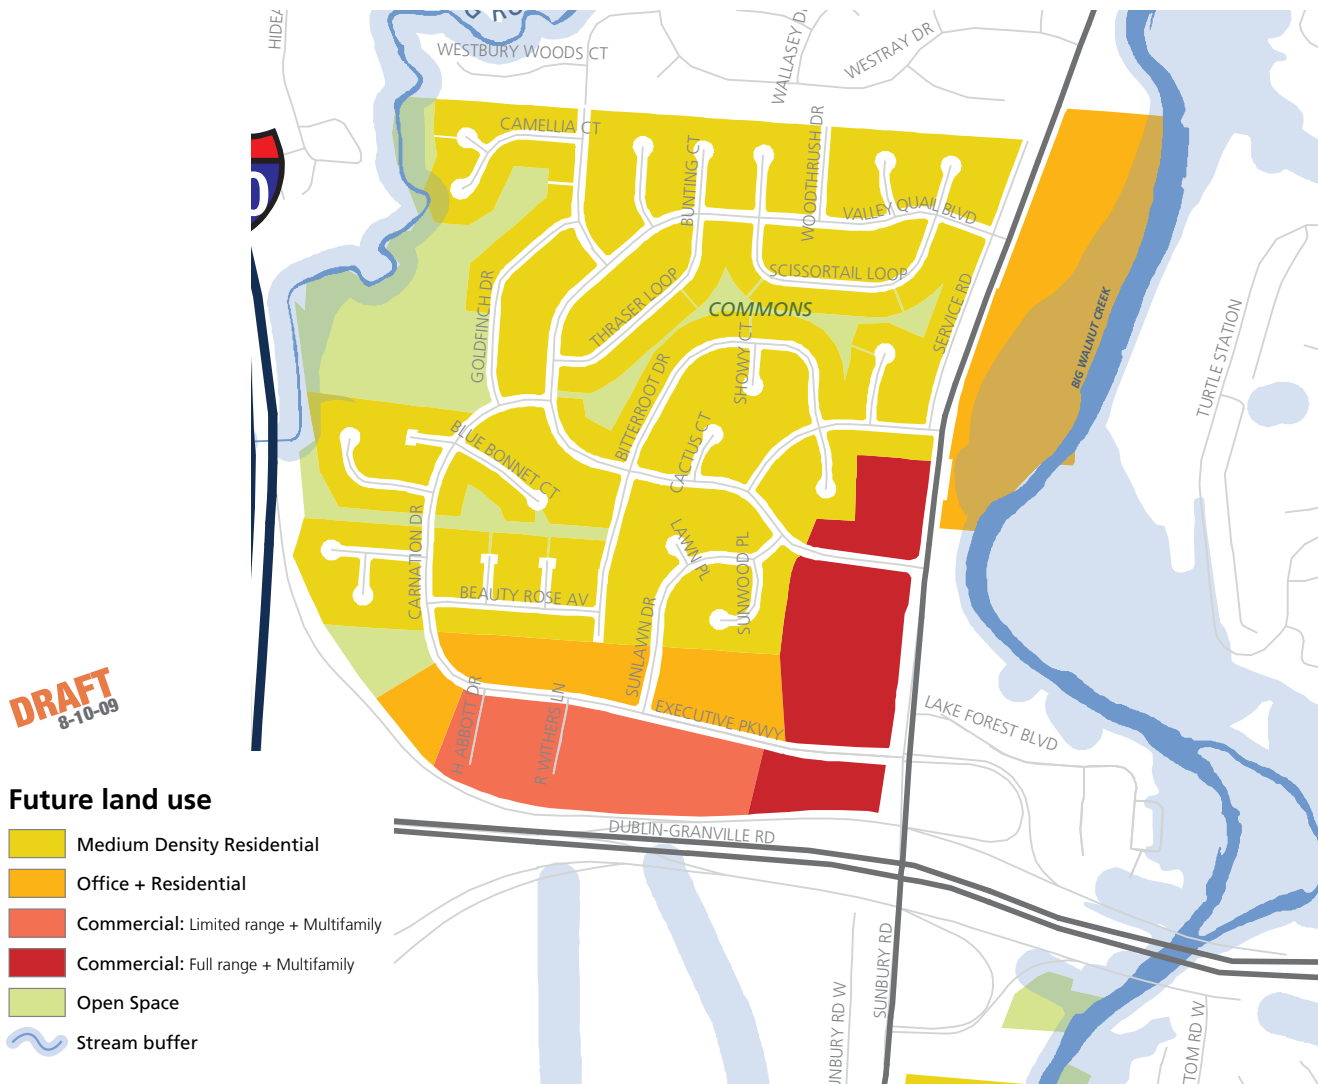 HIDEA
WESTBURY WOODS CT
WALLASEY DR
WESTRAY DR
CAMELLIA CT
BUNTING CT
WOODTHRUSH DR
VALLEY QUAIL BLVD
0
GOLDFINCH DR
THRASER LOOP
SCISSORTAIL LOOP
COMMONS
SERVICE RD
BIG WALNUT CREEK
TURTLE STATION
SHOWY CT
BITTERROOT DR
CACTUS CT
BLUE BONNET CT
CARNATION DR
LAWN PL
SUNWOOD PL
BEAUTY ROSE AV
SUNLAWN DR
H ABBOTT DR
R WITHERS LN
EXECUTIVE PKWY
LAKE FOREST BLVD
DUBLIN-GRANVILLE RD
SUNBURY RD
UNBURY RD W
TOM RD W
DRAFT
8-10-09
Future land use
Medium Density Residential
Office + Residential
Commercial: Limited range + Multifamily
Commercial: Full range + Multifamily
Open Space
Stream buffer